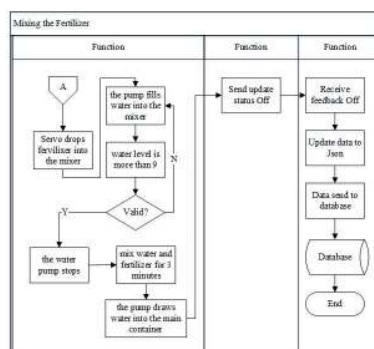 Mixing the Fertilizer
Function
Function
Function
A
Servo drops
fervilizer into
the mixer
the pump fills
water into the
mixer
water level is
more than 9
N
Valid?
Y
the water
pump stops
mix water and
fertilizer for 3
minutes
the pump draws
water into the main
container
Send update
status Off
Receive
feedback Off
Update data to
Json
Data send to
database
Database
End